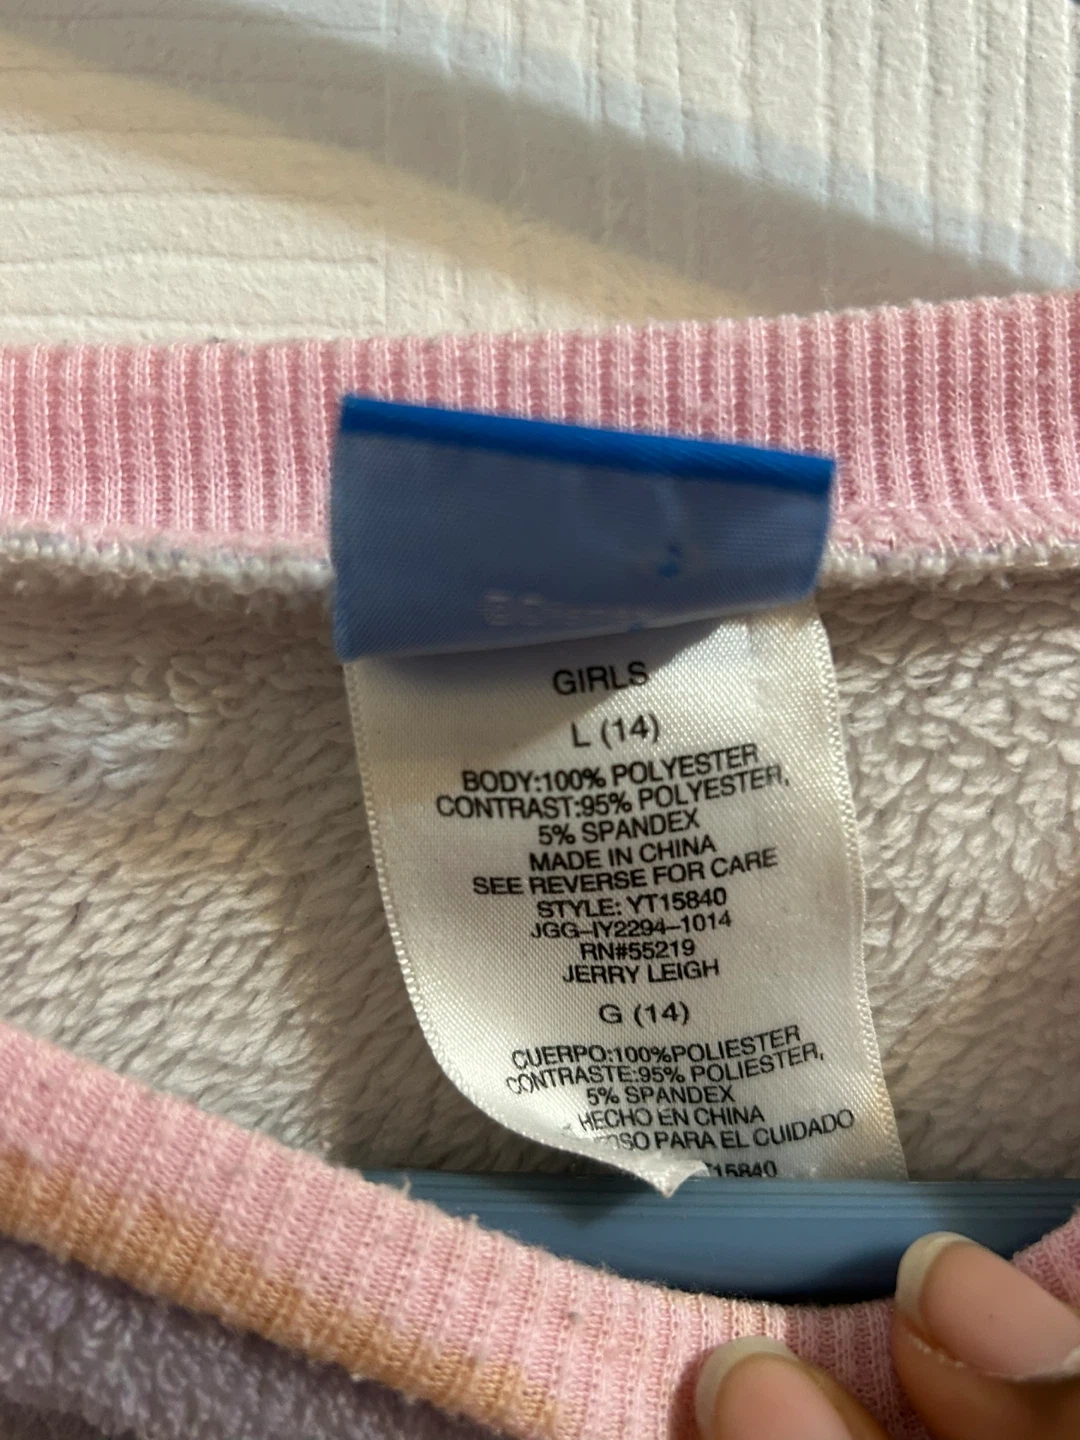 GIRLS
L (14)
BODY:100% POLYESTER
CONTRAST:95% POLYESTER,
5% SPANDEX
MADE IN CHINA
SEE REVERSE FOR CARE
STYLE: YT15840
JGG-IY2294-1014
RN#55219
JERRY LEIGH
G (14)
CUERPO:100%POLIESTER
CONTRASTE:95% POLIESTER,
5% SPANDEX
HECHO EN CHINA
PARA EL CUIDADO